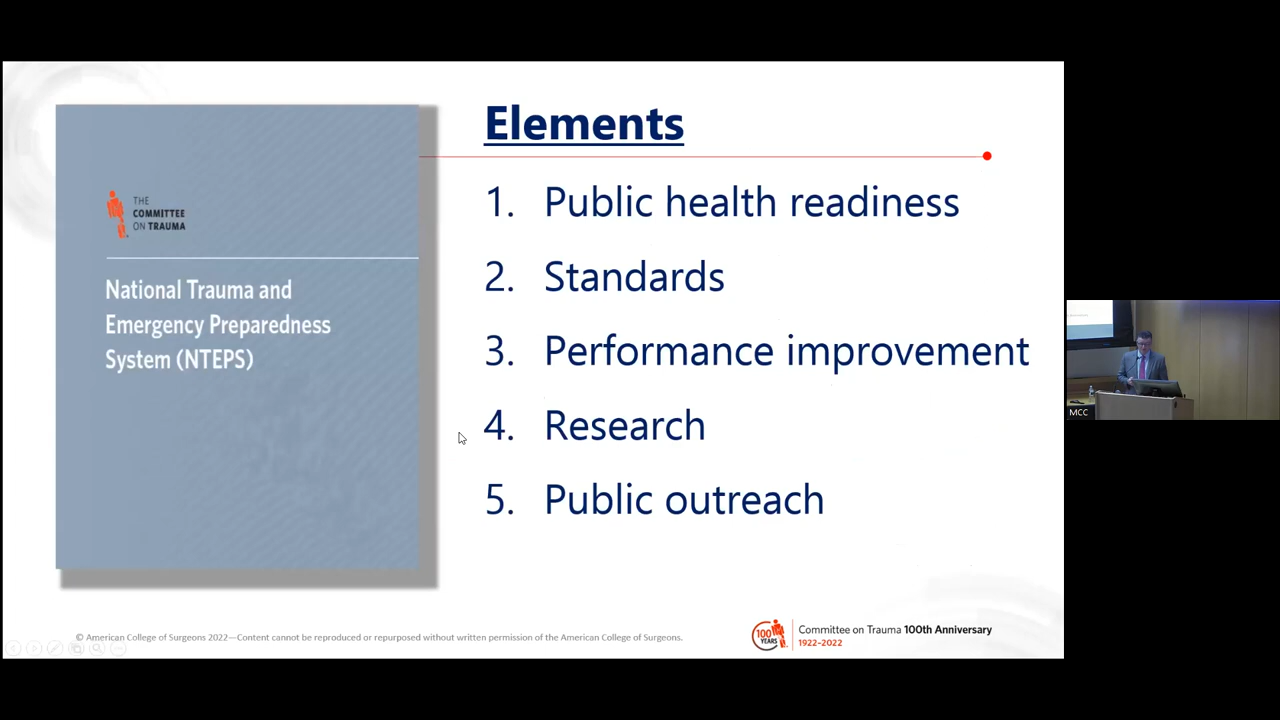 THE
COMMITTEE
ON TRAUMA
National Trauma and
Emergency Preparedness
System (NTEPS)
Elements
1. Public health readiness
2. Standards
3. Performance improvement
4. Research
5. Public outreach
© American College of Surgeons 2022—Content cannot be reproduced or repurposed without written permission of the American College of Surgeons.
100
YEARS
Committee on Trauma 100th Anniversary
1922-2022
MCC